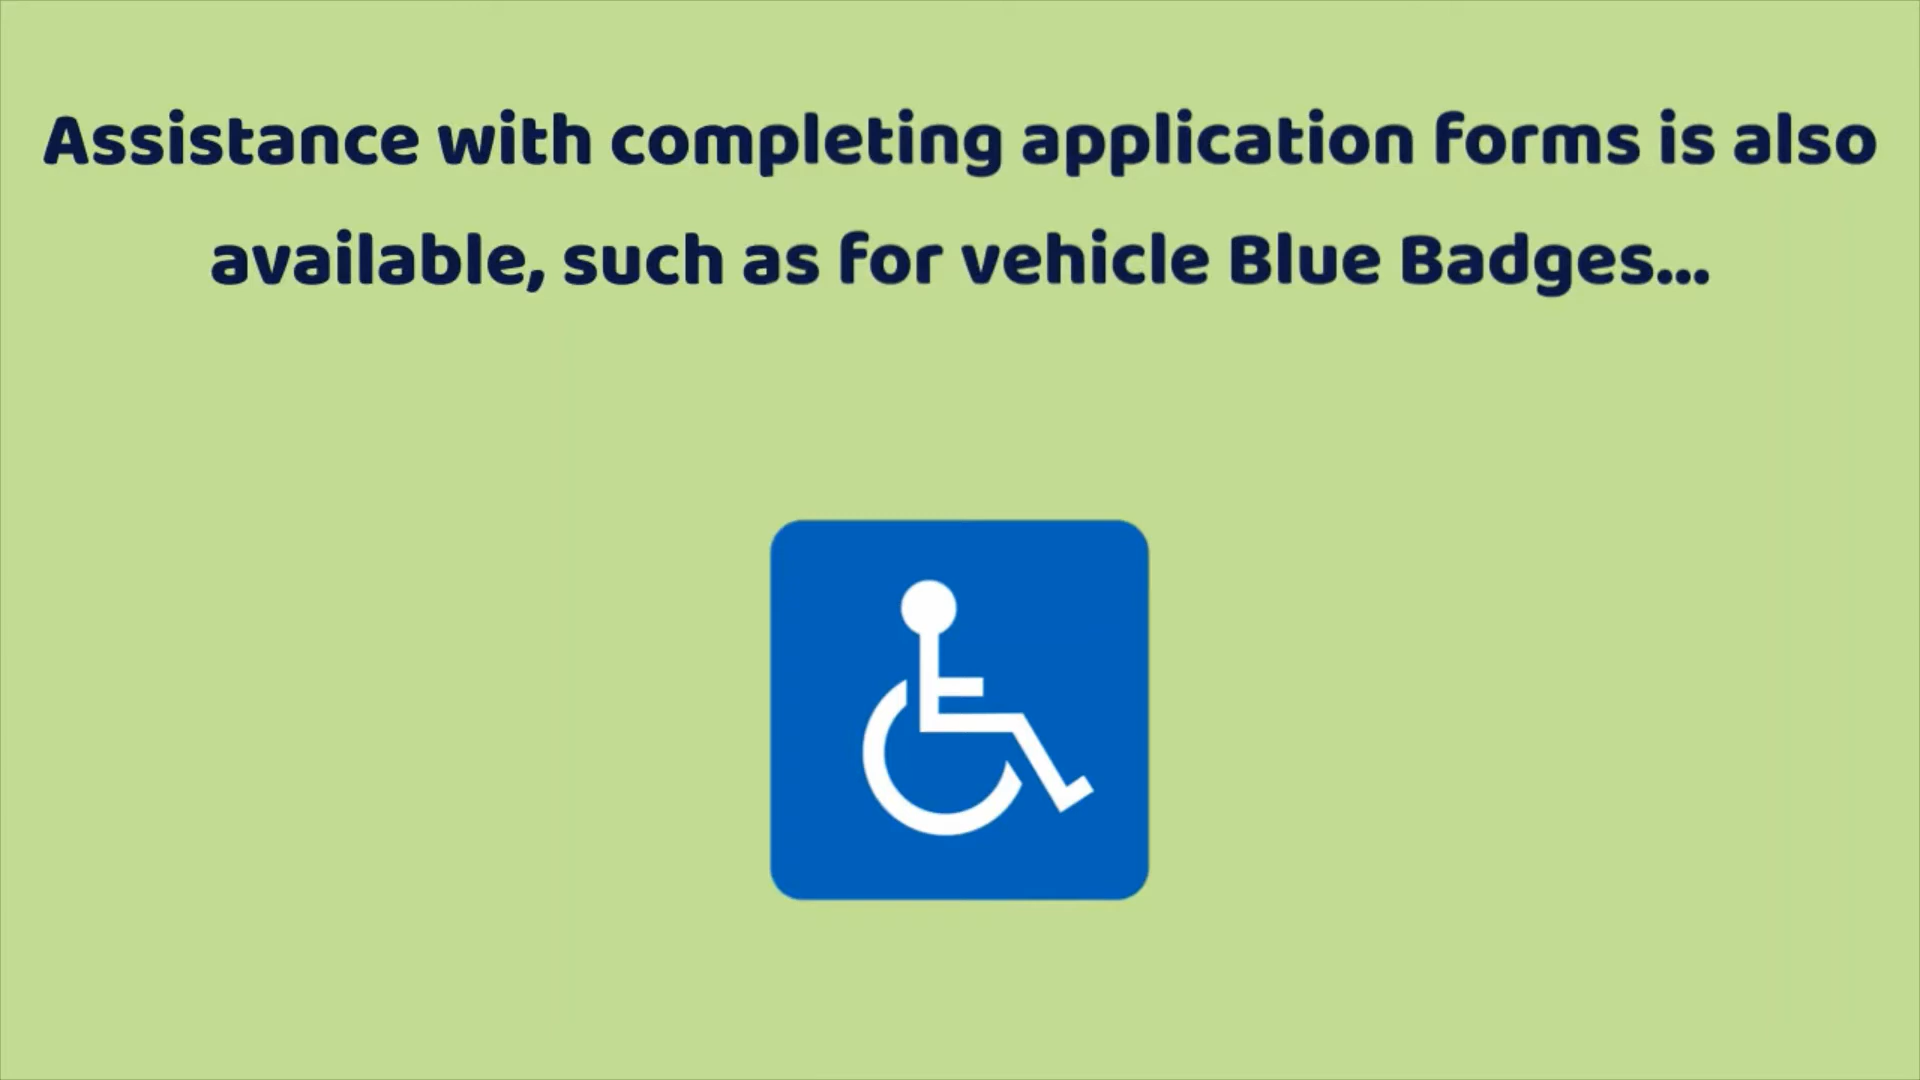 Assistance with completing application forms is also
available, such as for vehicle Blue Badges...